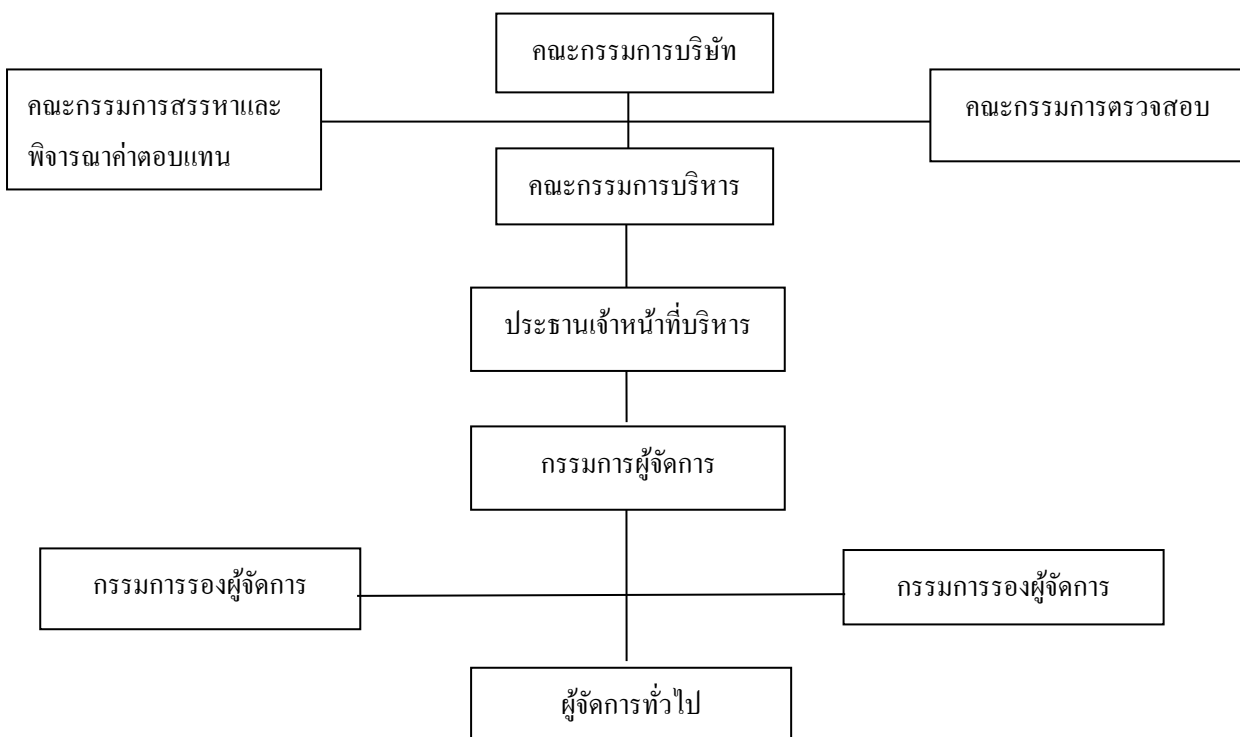 คณะกรรมการบริษัท
คณะกรรมการสรรหาและ
พิจารณาค่าตอบแทน
คณะกรรมการตรวจสอบ
คณะกรรมการบริหาร
ประธานเจ้าหน้าที่บริหาร
กรรมการผู้จัดการ
กรรมการรองผู้จัดการ
กรรมการรองผู้จัดการ
ผู้จัดการทั่วไป